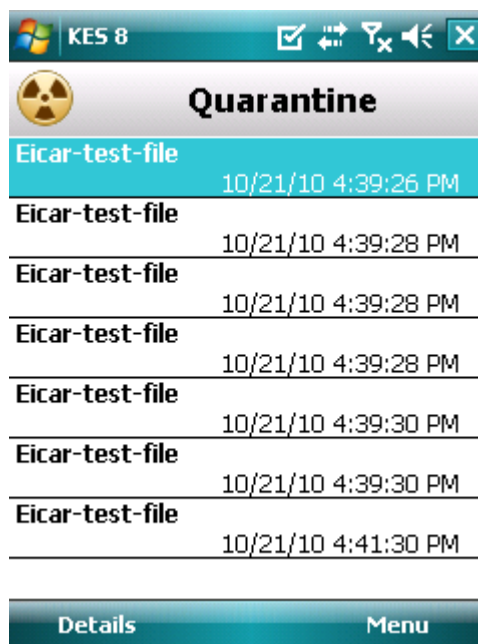 KES 8
Quarantine
Eicar-test-file
10/21/10 4:39:26 PM
Eicar-test-file
10/21/10 4:39:28 PM
Eicar-test-file
10/21/10 4:39:28 PM
Eicar-test-file
10/21/10 4:39:28 PM
Eicar-test-file
10/21/10 4:39:30 PM
Eicar-test-file
10/21/10 4:39:30 PM
Eicar-test-file
10/21/10 4:41:30 PM
Details Menu